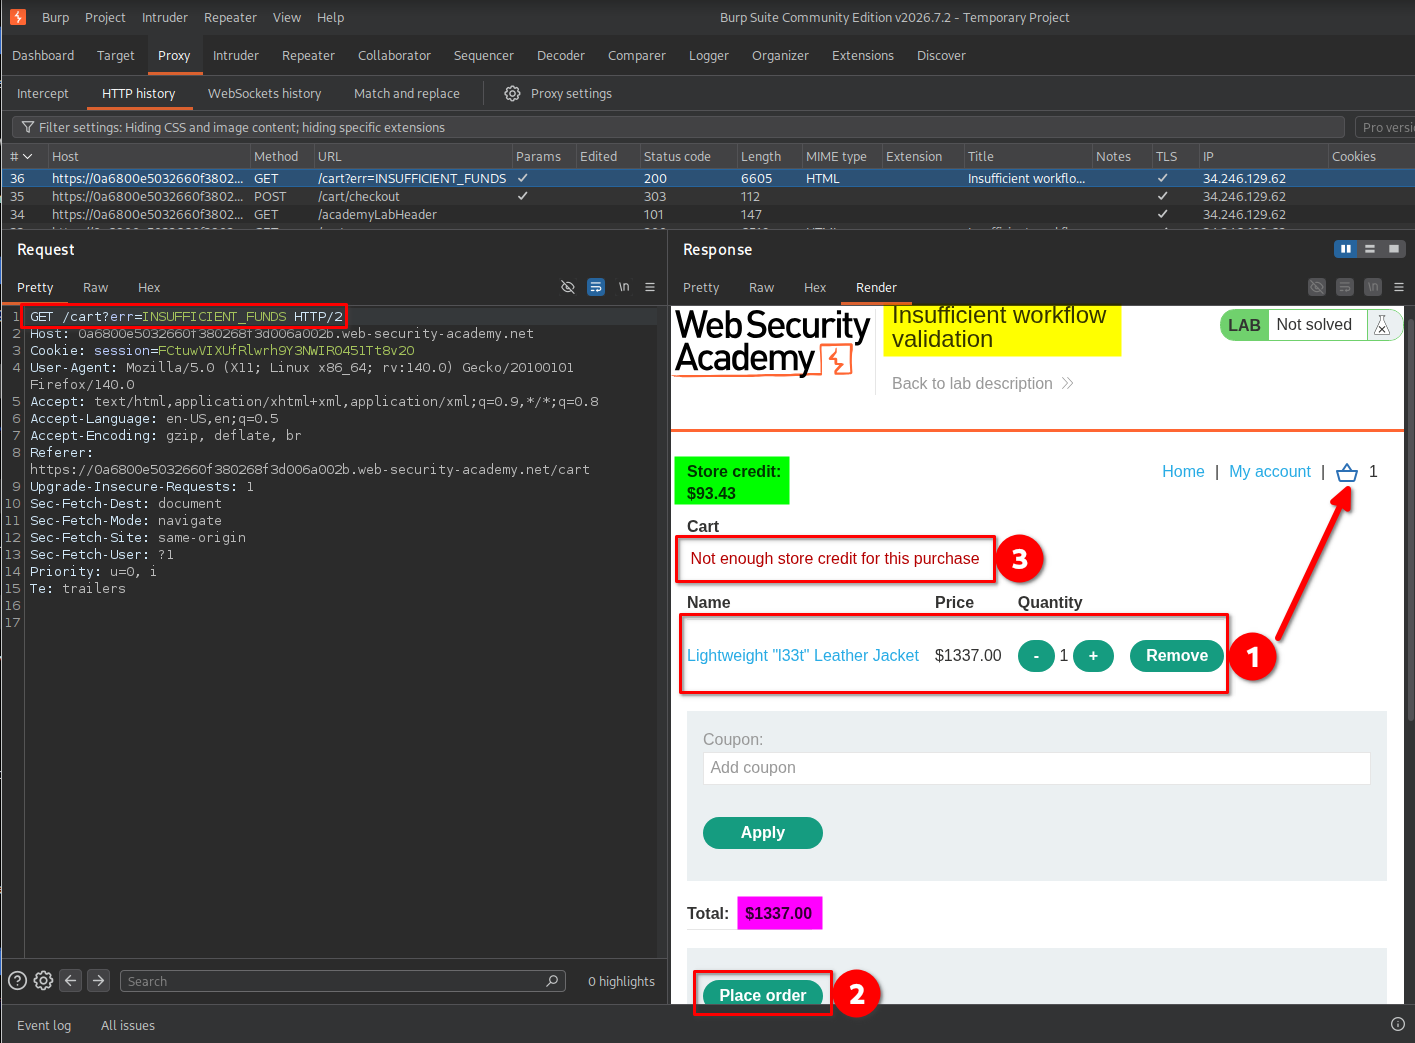 Burp Project Intruder Repeater View Help Burp Suite Community Edition v2026.7.2 - Temporary Project
Dashboard Target Proxy Intruder Repeater Collaborator Sequencer Decoder Comparer Logger Organizer Extensions Discover
Intercept HTTP history WebSockets history Match and replace Proxy settings
Filter settings: Hiding CSS and image content; hiding specific extensions Pro versi
# Host Method URL Params Edited Status code Length MIME type Extension Title Notes TLS IP Cookies
36 https://0a6800e5032660f3802... GET /cart?err=INSUFFICIENT_FUNDS ✓ 200 6605 HTML Insufficient workflo... ✓ 34.246.129.62
35 https://0a6800e5032660f3802... POST /cart/checkout ✓ 303 112 ✓ 34.246.129.62
34 https://0a6800e5032660f3802... GET /academyLabHeader 101 147 ✓ 34.246.129.62
Request
Pretty Raw Hex \n
1 GET /cart?err=INSUFFICIENT_FUNDS HTTP/2
2 Host: 0a6800e5032660f380268f3d006a002b.web-security-academy.net
3 Cookie: session=FCtuwVIXUfRlwrh9Y3NWIR0451Tt8v2O
4 User-Agent: Mozilla/5.0 (X11; Linux x86_64; rv:140.0) Gecko/20100101
Firefox/140.0
5 Accept: text/html,application/xhtml+xml,application/xml;q=0.9,*/*;q=0.8
6 Accept-Language: en-US,en;q=0.5
7 Accept-Encoding: gzip, deflate, br
8 Referer:
https://0a6800e5032660f380268f3d006a002b.web-security-academy.net/cart
9 Upgrade-Insecure-Requests: 1
10 Sec-Fetch-Dest: document
11 Sec-Fetch-Mode: navigate
12 Sec-Fetch-Site: same-origin
13 Sec-Fetch-User: ?1
14 Priority: u=0, i
15 Te: trailers
16
17
Search 0 highlights
Response
Pretty Raw Hex Render \n
Web Security
Academy
Insufficient workflow
validation
Back to lab description
LAB Not solved
Store credit:
$93.43
Home | My account | 1
Cart
Not enough store credit for this purchase 3
Name Price Quantity
Lightweight "l33t" Leather Jacket $1337.00 - 1 + Remove 1
Coupon:
Add coupon
Apply
Total: $1337.00
Place order 2
Event log All issues